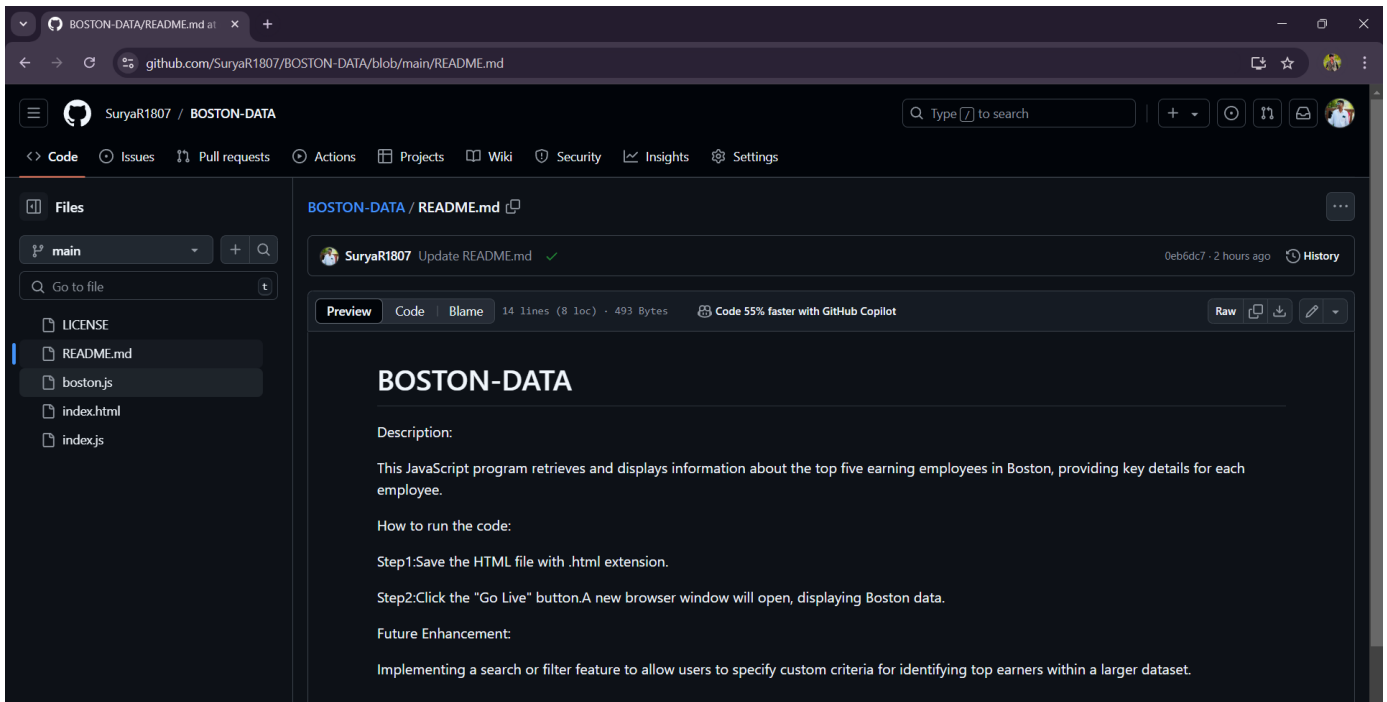 BOSTON-DATA/README.md at
github.com/SuryaR1807/BOSTON-DATA/blob/main/README.md
SuryaR1807 / BOSTON-DATA
Type / to search
Code Issues Pull requests Actions Projects Wiki Security Insights Settings
Files
BOSTON-DATA / README.md
main
SuryaR1807 Update README.md
0eb6dc7 · 2 hours ago History
Go to file t
Preview Code Blame 14 lines (8 loc) · 493 Bytes Code 55% faster with GitHub Copilot Raw
LICENSE
README.md
boston.js
index.html
index.js
BOSTON-DATA
Description:
This JavaScript program retrieves and displays information about the top five earning employees in Boston, providing key details for each
employee.
How to run the code:
Step1:Save the HTML file with .html extension.
Step2:Click the "Go Live" button.A new browser window will open, displaying Boston data.
Future Enhancement:
Implementing a search or filter feature to allow users to specify custom criteria for identifying top earners within a larger dataset.